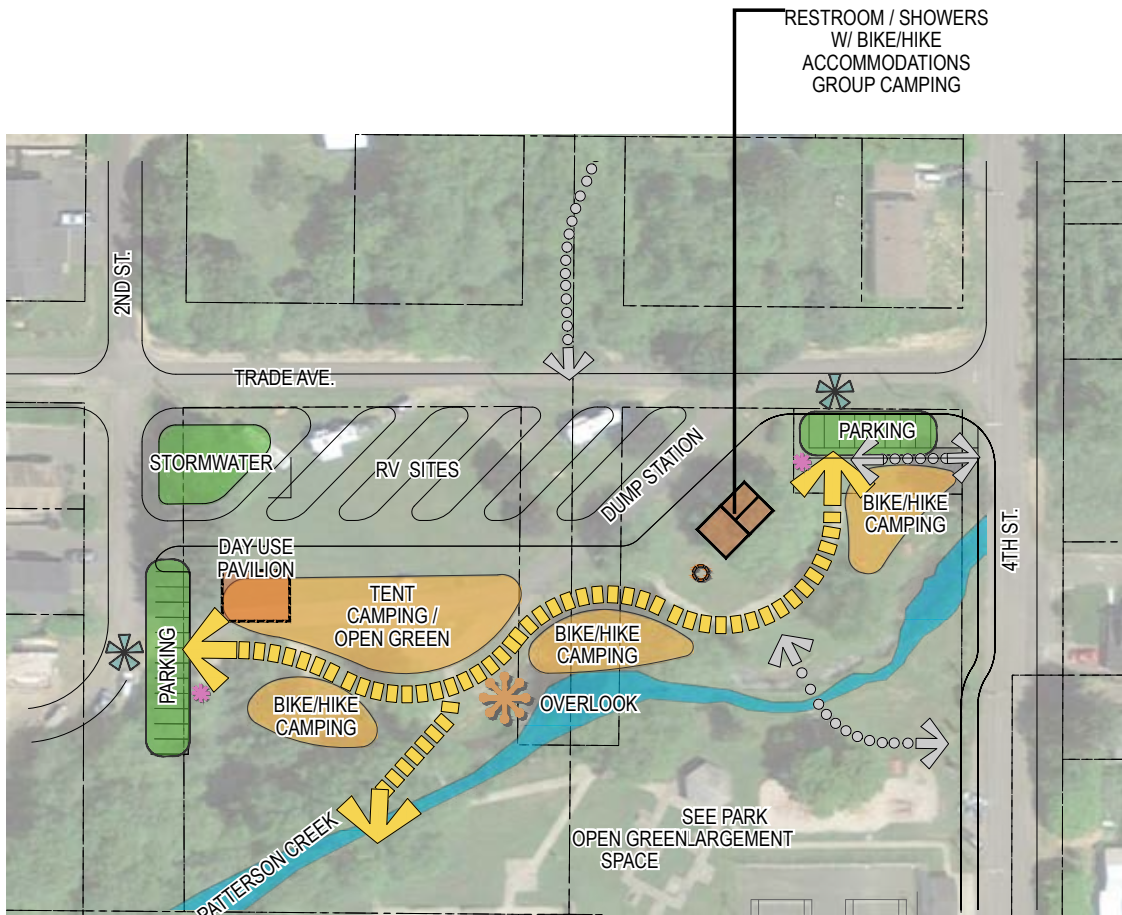 RESTROOM / SHOWERS
W/ BIKE/HIKE
ACCOMMODATIONS
GROUP CAMPING
2ND ST.
TRADE AVE.
PARKING
STORMWATER
RV SITES
DUMP STATION
BIKE/HIKE
CAMPING
4TH ST.
DAY USE
PAVILION
TENT
CAMPING /
OPEN GREEN
BIKE/HIKE
CAMPING
PARKING
BIKE/HIKE
CAMPING
OVERLOOK
PATTERSON CREEK
SEE PARK
OPEN GREENLARGEMENT
SPACE